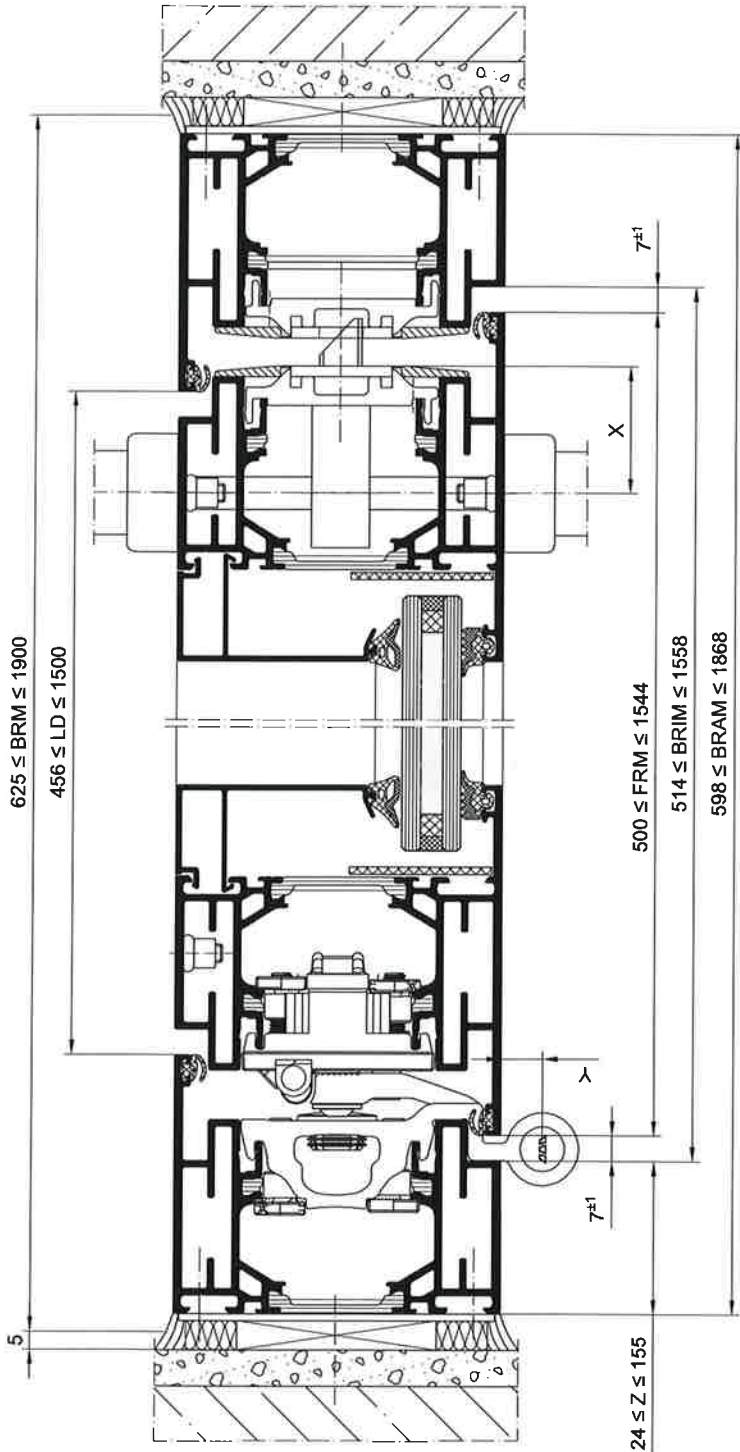 625 ≤ BRM ≤ 1900
456 ≤ LD ≤ 1500
5
7±1
X
Y
7±1
500 ≤ FRM ≤ 1544
514 ≤ BRIM ≤ 1558
598 ≤ BRAM ≤ 1868
24 ≤ Z ≤ 155